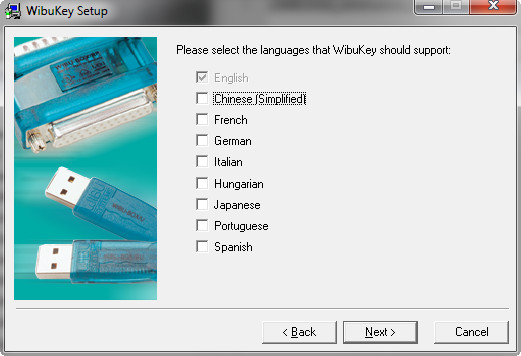 WibuKey Setup
Please select the languages that WibuKey should support:
English
Chinese (Simplified)
French
German
Italian
Hungarian
Japanese
Portuguese
Spanish
< Back
Next >
Cancel